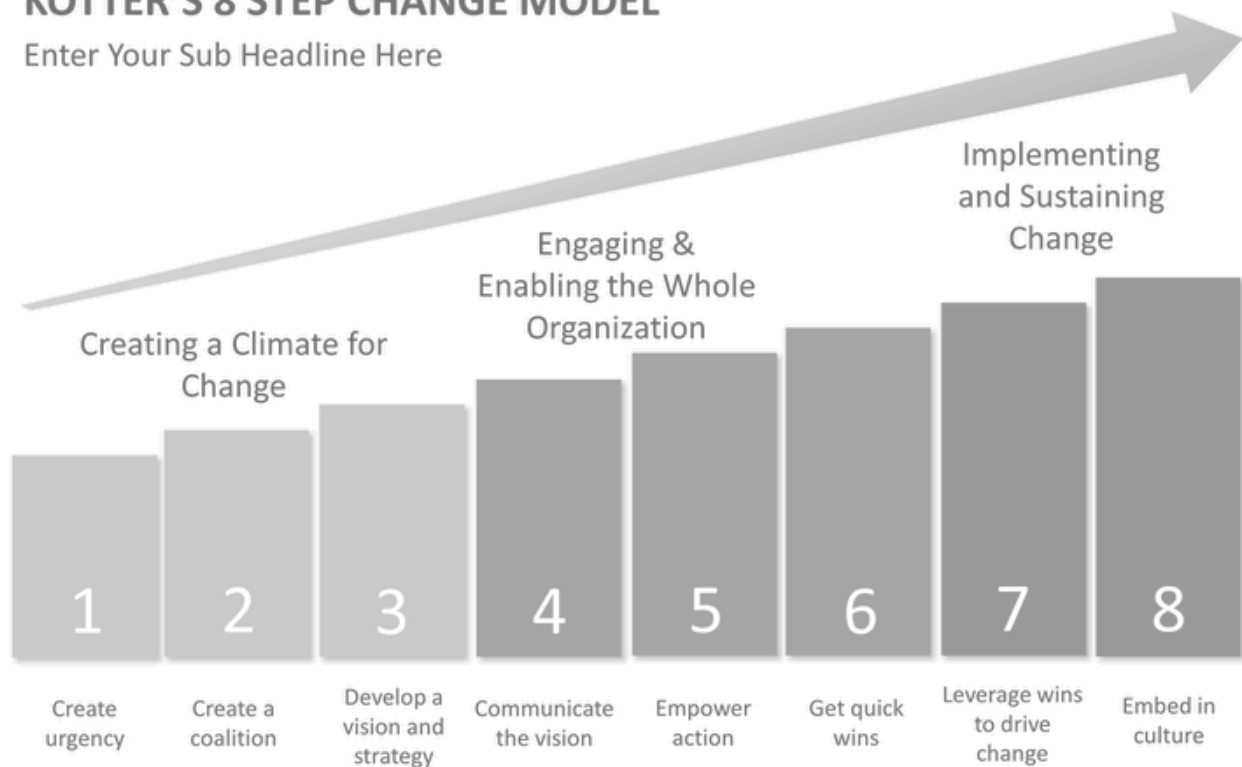 KOTTER'S 8 STEP CHANGE MODEL
Enter Your Sub Headline Here
Implementing
and Sustaining
Change
Engaging &
Enabling the Whole
Organization
Creating a Climate for
Change
1
2
3
4
5
6
7
8
Create
urgency
Create a
coalition
Develop a
vision and
strategy
Communicate
the vision
Empower
action
Get quick
wins
Leverage wins
to drive
change
Embed in
culture